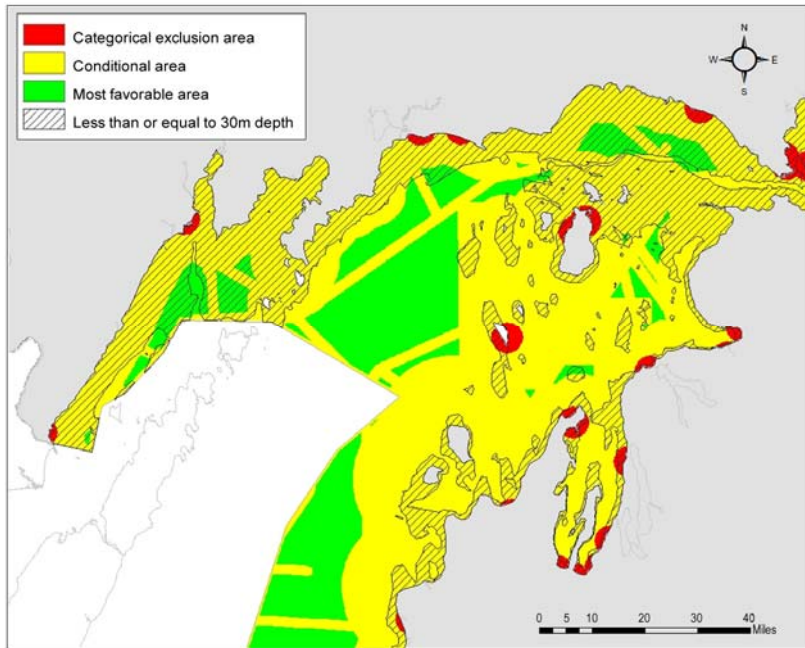 Categorical exclusion area
Conditional area
Most favorable area
Less than or equal to 30m depth
N
W E
S
0 5 10 20 30 40
Miles